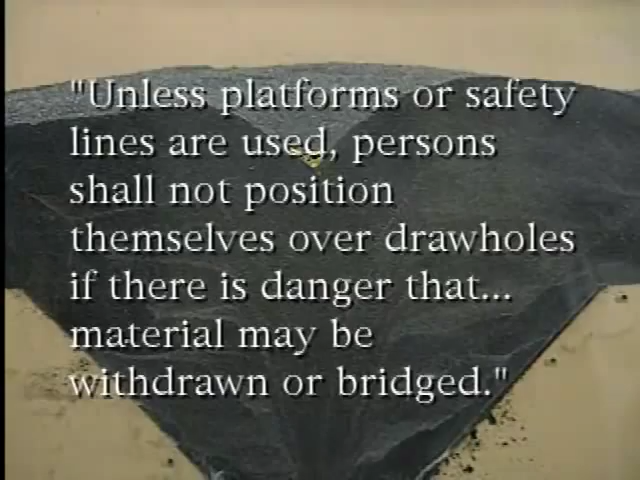 "Unless platforms or safety
lines are used, persons
shall not position
themselves over drawholes
if there is danger that...
material may be
withdrawn or bridged."